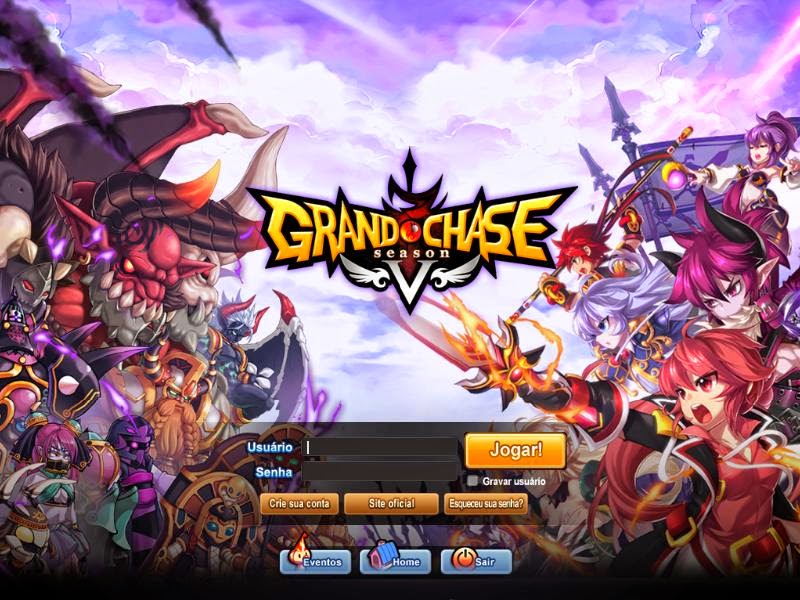 GRAND CHASE
season
V
Usuário
Jogar!
Senha
Gravar usuário
Crie sua conta
Site oficial
Esqueceu sua senha?
Eventos
Home
Sair